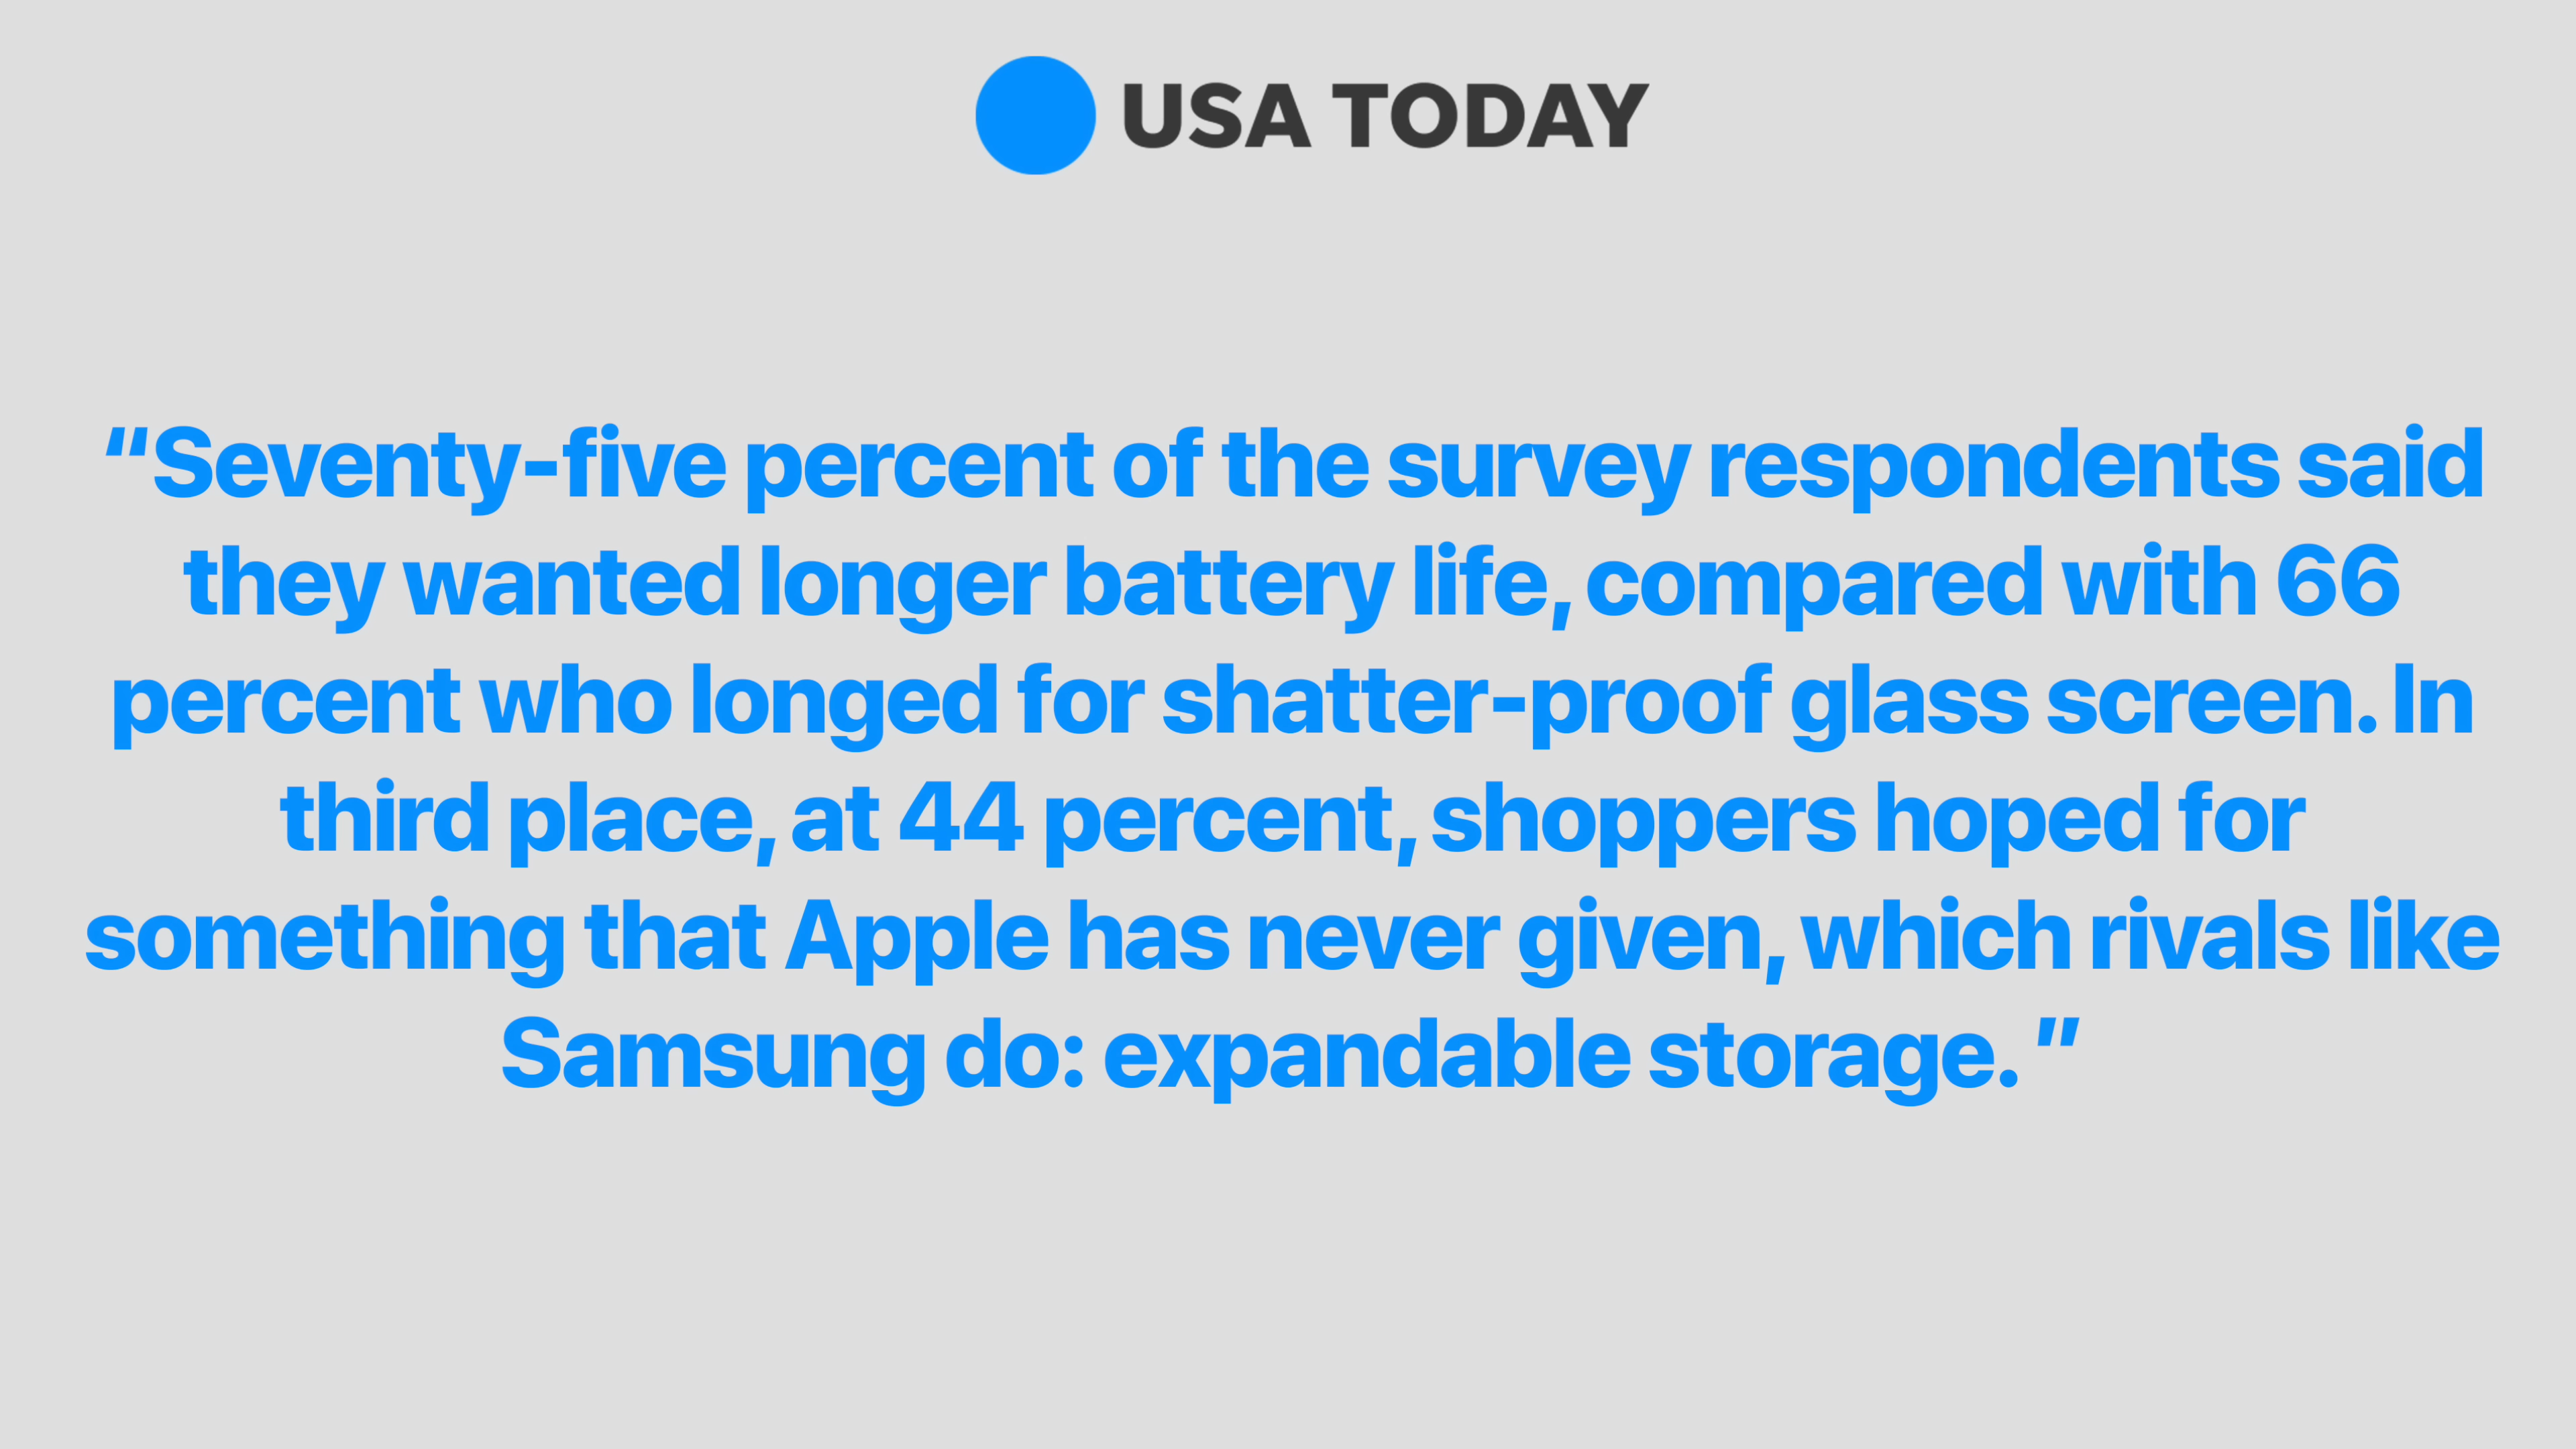 USA TODAY
“Seventy-five percent of the survey respondents said
they wanted longer battery life, compared with 66
percent who longed for shatter-proof glass screen. In
third place, at 44 percent, shoppers hoped for
something that Apple has never given, which rivals like
Samsung do: expandable storage. ”